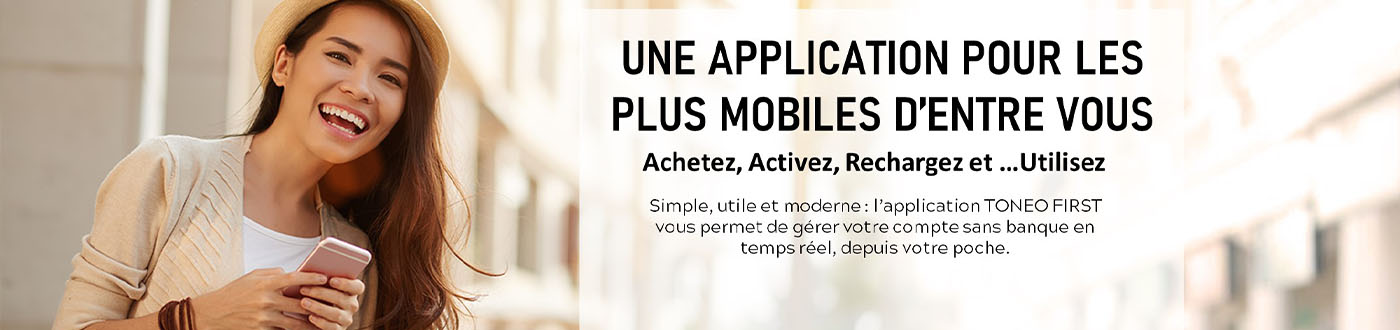 UNE APPLICATION POUR LES
PLUS MOBILES D’ENTRE VOUS
Achetez, Activez, Rechargez et ...Utilisez
Simple, utile et moderne : l’application TONEO FIRST
vous permet de gérer votre compte sans banque en
temps réel, depuis votre poche.